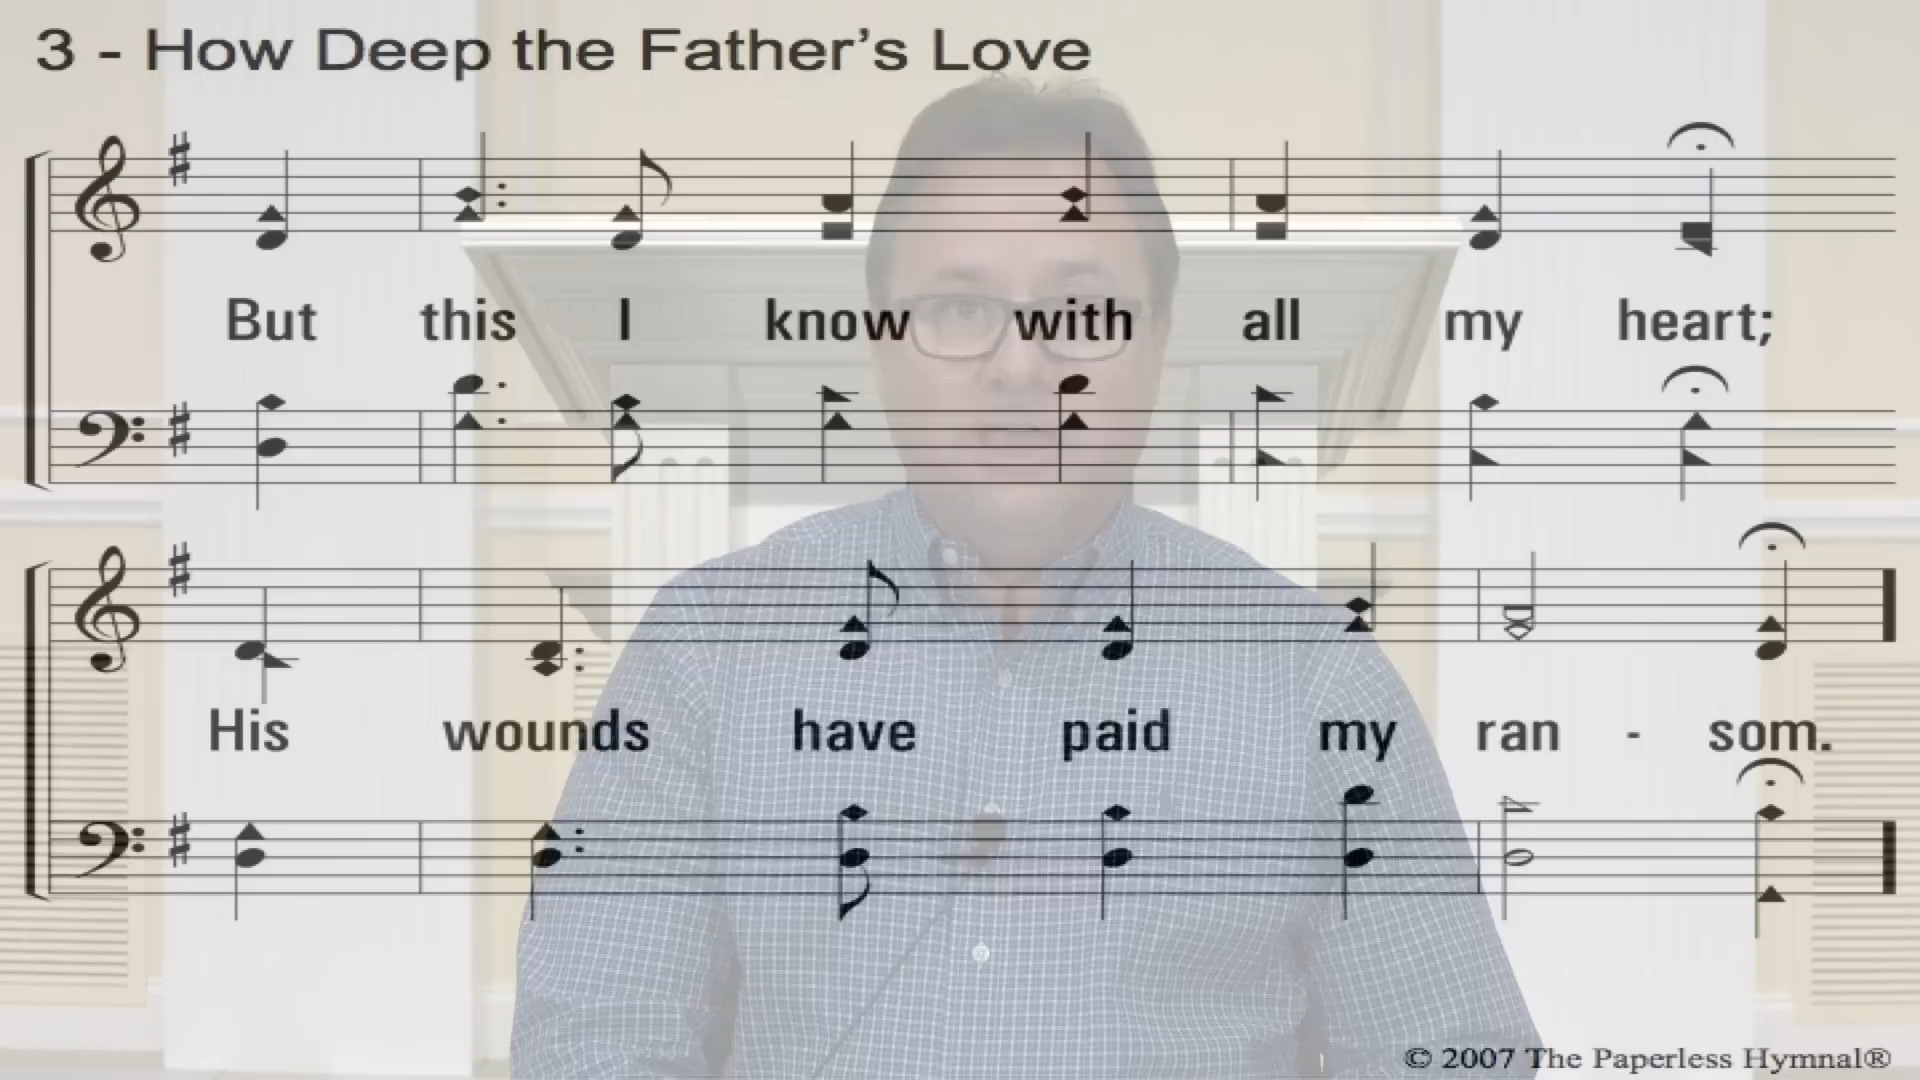 3 - How Deep the Father's Love
But this I know with all my heart;
His wounds have paid my ran - som.
© 2007 The Paperless Hymnal®